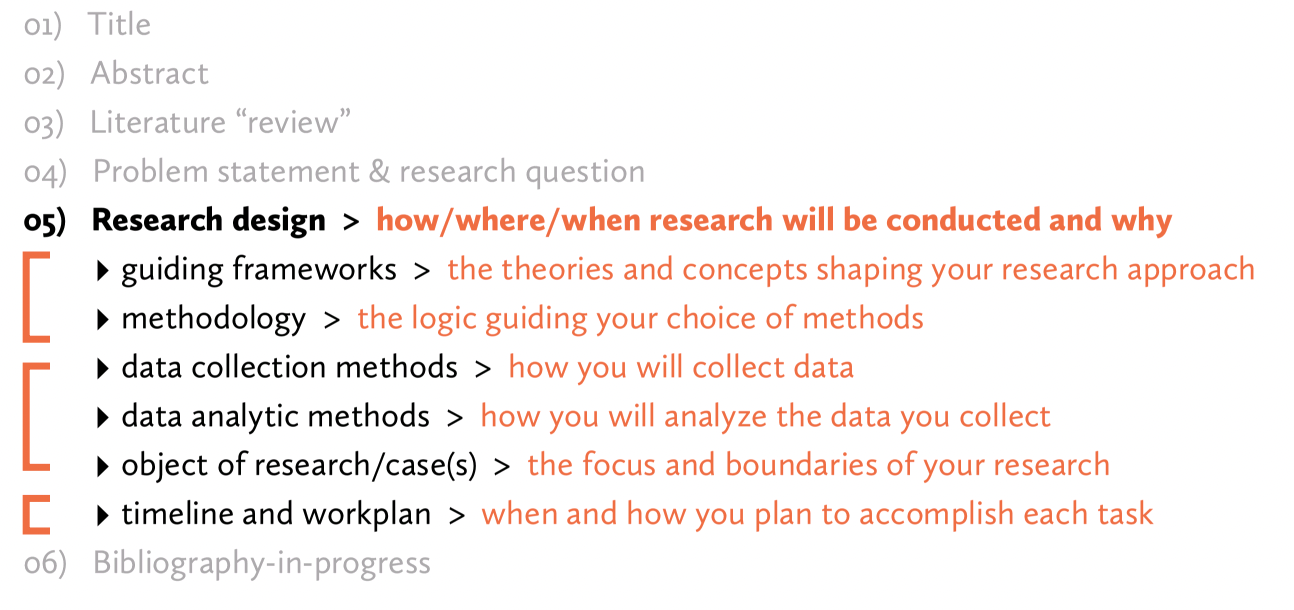 01) Title
02) Abstract
03) Literature “review”
04) Problem statement & research question
05) Research design > how/where/when research will be conducted and why
guiding frameworks > the theories and concepts shaping your research approach
methodology > the logic guiding your choice of methods
data collection methods > how you will collect data
data analytic methods > how you will analyze the data you collect
object of research/case(s) > the focus and boundaries of your research
timeline and workplan > when and how you plan to accomplish each task
06) Bibliography-in-progress